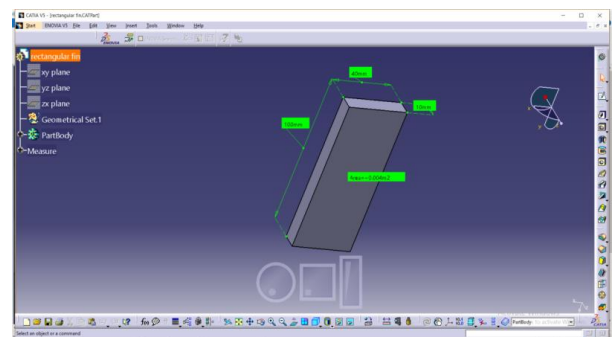 CATIA V5 - [rectangular fin.CATPart]
Start ENOVIA V5 File Edit View Insert Tools Window Help
rectangular fin
xy plane
yz plane
zx plane
Geometrical Set.1
PartBody
Measure
40mm
10mm
100mm
PartBody
Select an object or a command